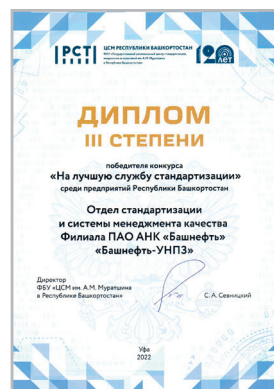 РСТ
ЦСМ РЕСПУБЛИКИ БАШКОРТОСТАН
120 лет
ДИПЛОМ
III СТЕПЕНИ
победителя конкурса
«На лучшую службу стандартизации»
среди предприятий Республики Башкортостан
Отдел стандартизации
и системы менеджмента качества
Филиала ПАО АНК «Башнефть»
«Башнефть-УНПЗ»
Директор
ФБУ «ЦСМ им. А.М. Муратшина
в Республике Башкортостан»
С. А. Севницкий
Уфа
2022